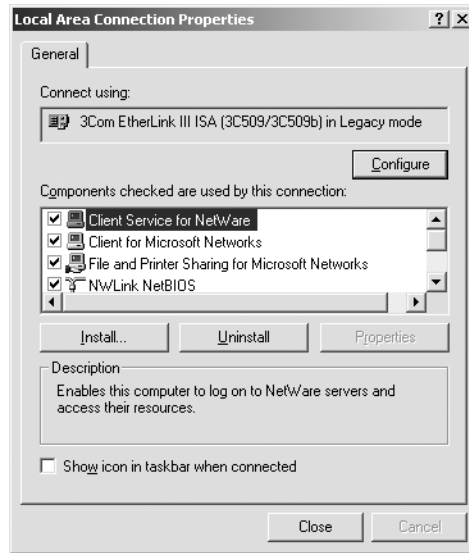 Local Area Connection Properties
General
Connect using:
3Com EtherLink III ISA (3C509/3C509b) in Legacy mode
Configure
Components checked are used by this connection:
Client Service for NetWare
Client for Microsoft Networks
File and Printer Sharing for Microsoft Networks
NWLink NetBIOS
Install... Uninstall Properties
Description
Enables this computer to log on to NetWare servers and
access their resources.
Show icon in taskbar when connected
Close Cancel